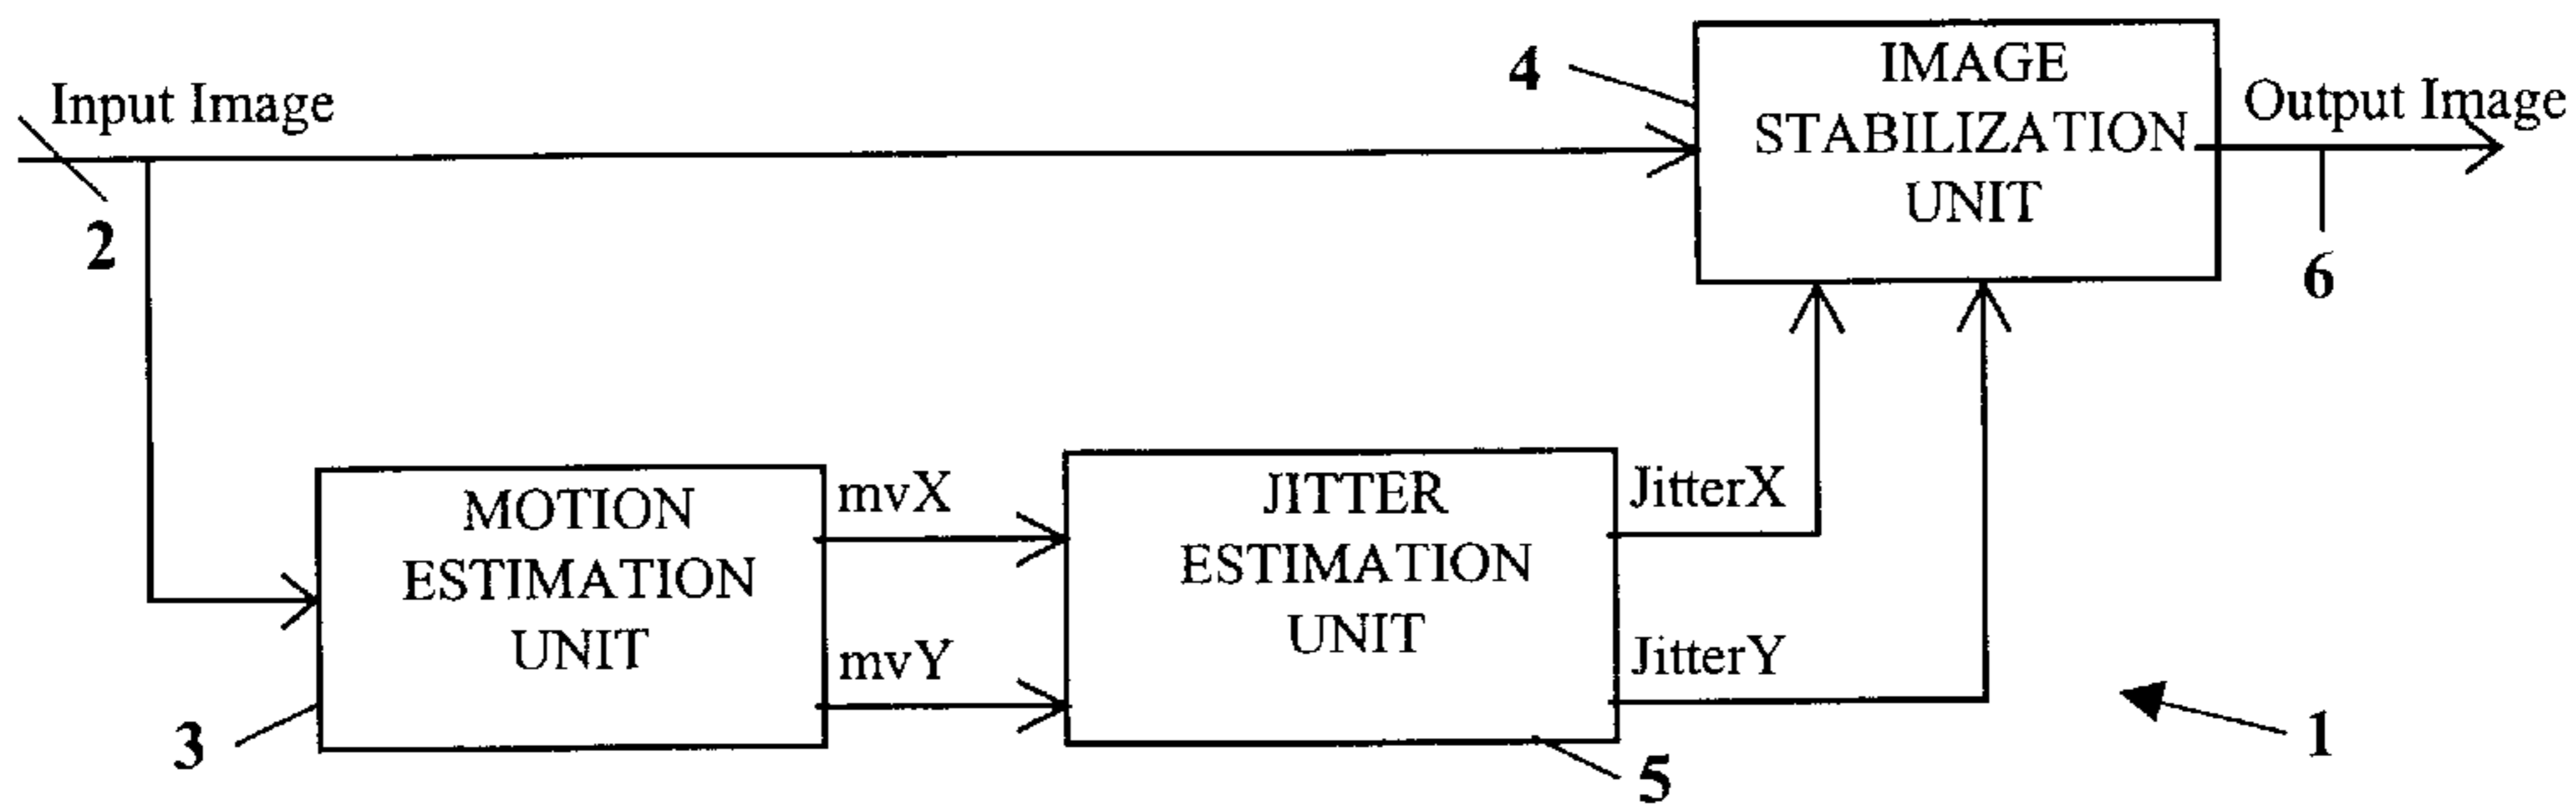 Input Image
2
4
IMAGE
STABILIZATION
UNIT
Output Image
6
MOTION
ESTIMATION
UNIT
3
mvX
mvY
JITTER
ESTIMATION
UNIT
5
JitterX
JitterY
1